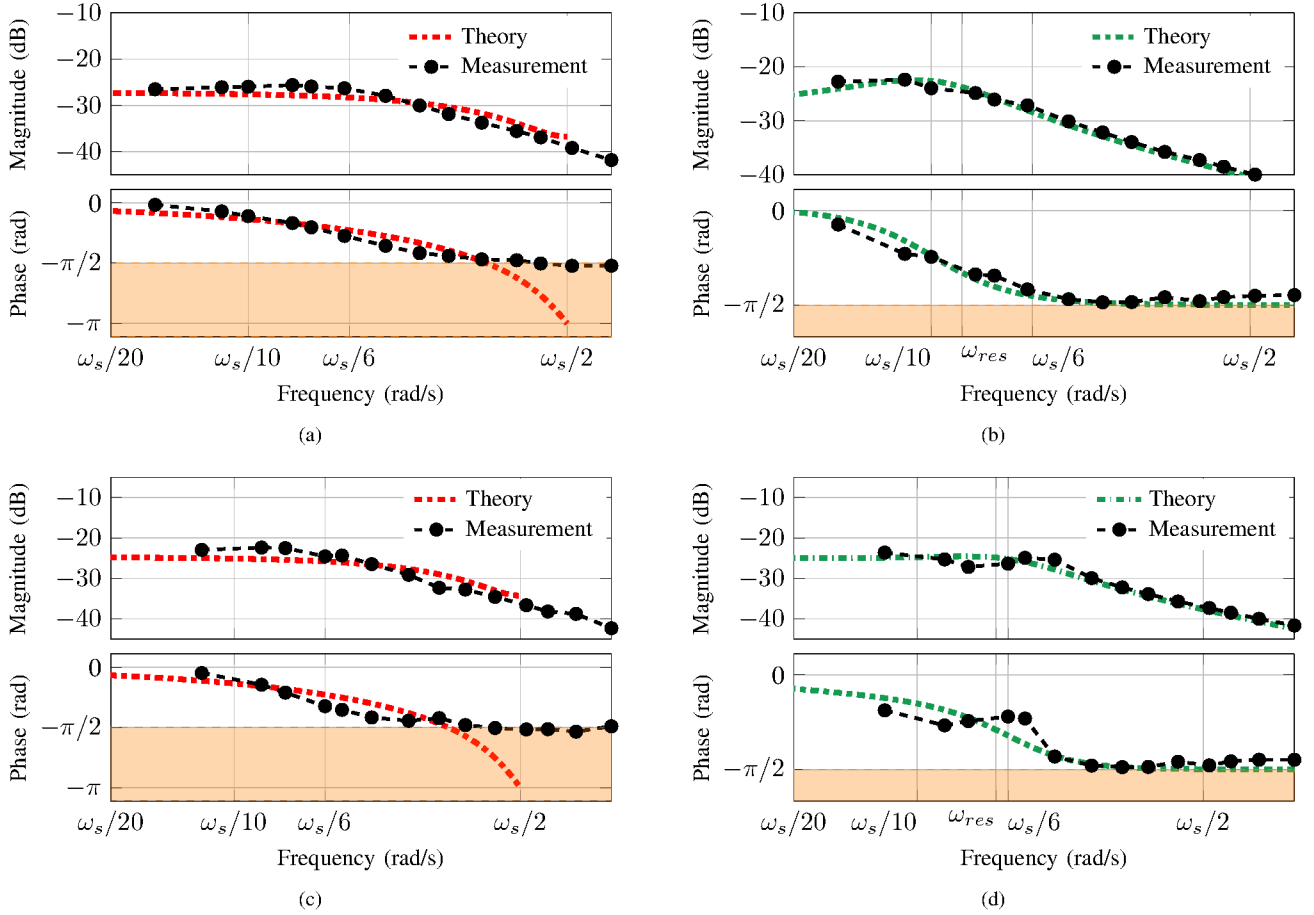 −10
−20
−30
−40
Magnitude (dB)
Theory
Measurement
0
−π/2
−π
Phase (rad)
ω_s/20
ω_s/10
ω_s/6
ω_s/2
Frequency (rad/s)
(a)
−10
−20
−30
−40
Magnitude (dB)
Theory
Measurement
0
−π/2
Phase (rad)
ω_s/20
ω_s/10
ω_res
ω_s/6
ω_s/2
Frequency (rad/s)
(b)
−10
−20
−30
−40
Magnitude (dB)
Theory
Measurement
0
−π/2
−π
Phase (rad)
ω_s/20
ω_s/10
ω_s/6
ω_s/2
Frequency (rad/s)
(c)
−10
−20
−30
−40
Magnitude (dB)
Theory
Measurement
0
−π/2
Phase (rad)
ω_s/20
ω_s/10
ω_res
ω_s/6
ω_s/2
Frequency (rad/s)
(d)